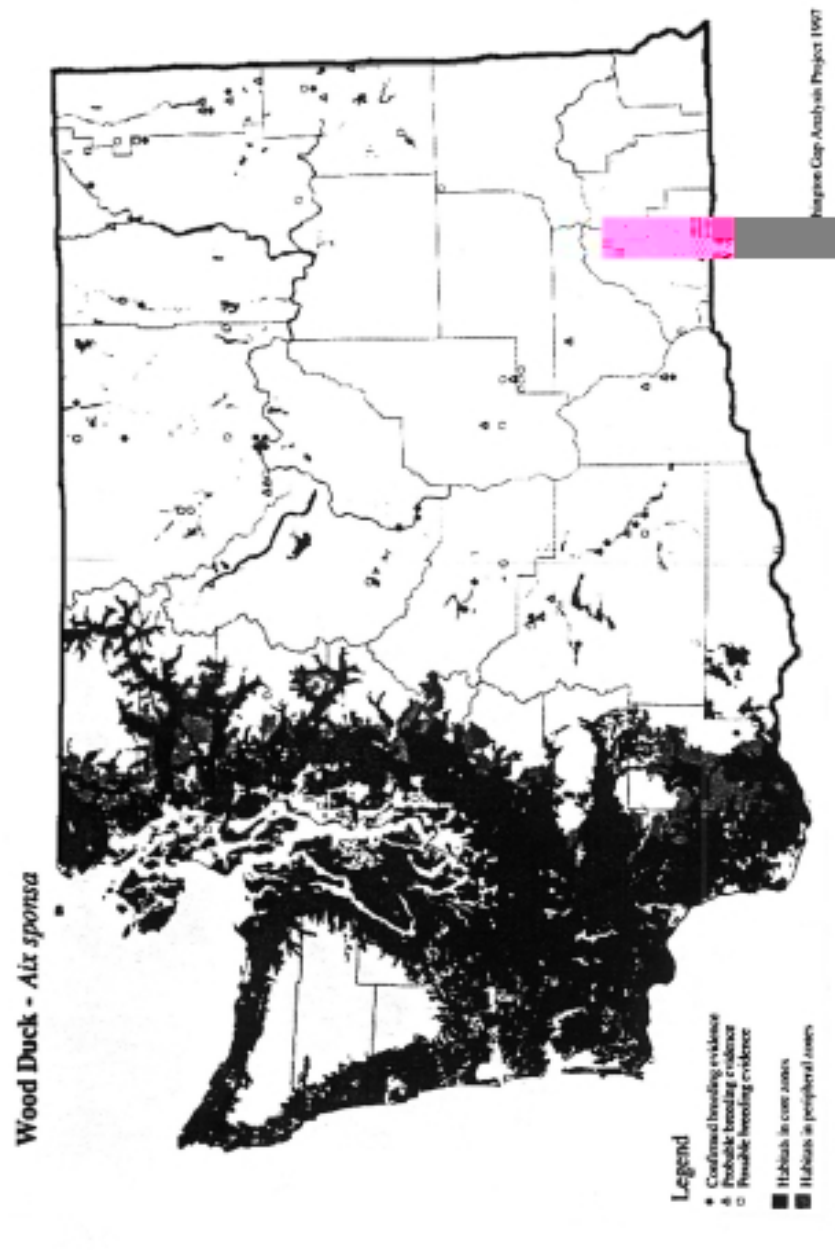 Wood Duck - Aix sponsa
Legend
Confirmed breeding evidence
Probable breeding evidence
Possible breeding evidence
Habitats in core zones
Habitats in peripheral zones
hington Gap Analysis Project 1997